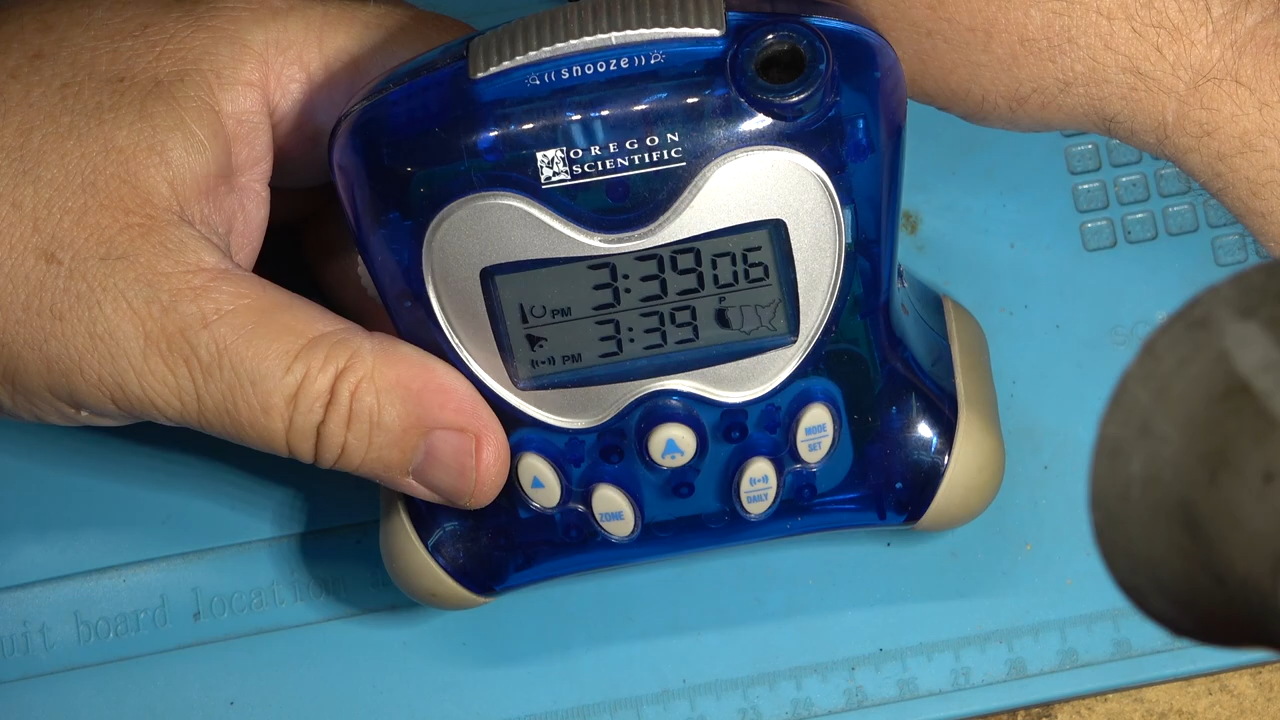 ((snooze))
OREGON
SCIENTIFIC
3:39 06
PM
P
3:39
((•)) PM
MODE
SET
((•))
DAILY
ZONE
uit board location
25 26 27 28 29 30